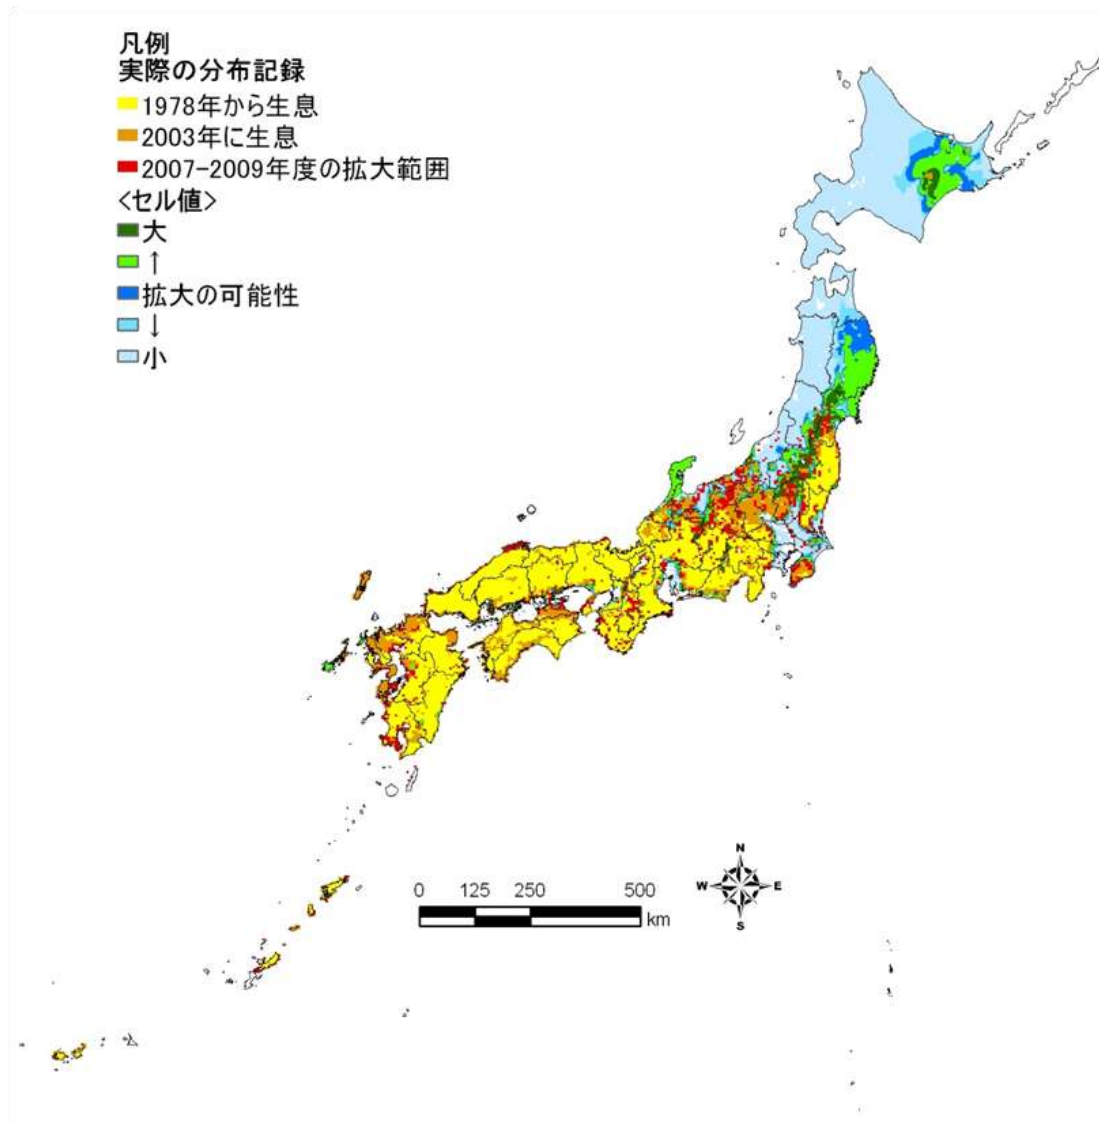 凡例
実際の分布記録
1978年から生息
2003年に生息
2007-2009年度の拡大範囲
<セル値>
大
↑
拡大の可能性
↓
小
N
W E
S
0 125 250 500
km